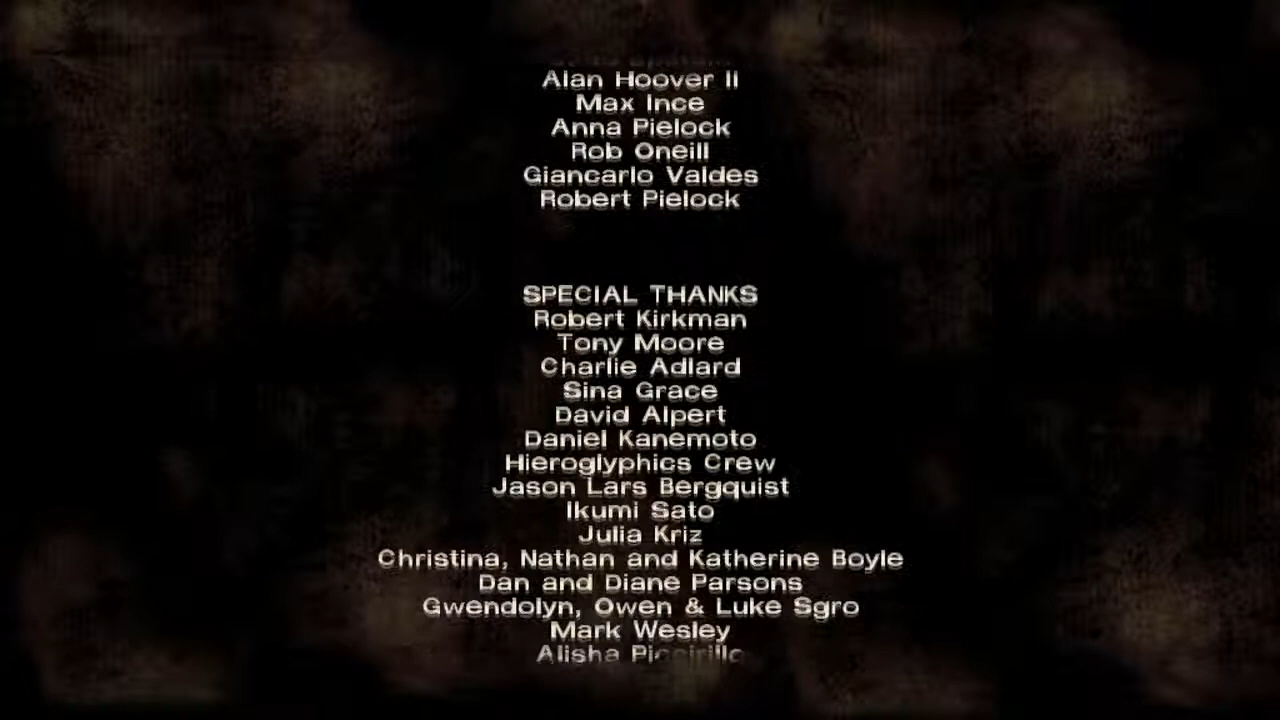 Alan Hoover II
Max Ince
Anna Pielock
Rob Oneill
Giancarlo Valdes
Robert Pielock
SPECIAL THANKS
Robert Kirkman
Tony Moore
Charlie Adlard
Sina Grace
David Alpert
Daniel Kanemoto
Hieroglyphics Crew
Jason Lars Bergquist
Ikumi Sato
Julia Kriz
Christina, Nathan and Katherine Boyle
Dan and Diane Parsons
Gwendolyn, Owen & Luke Sgro
Mark Wesley
Alisha Piccirillo